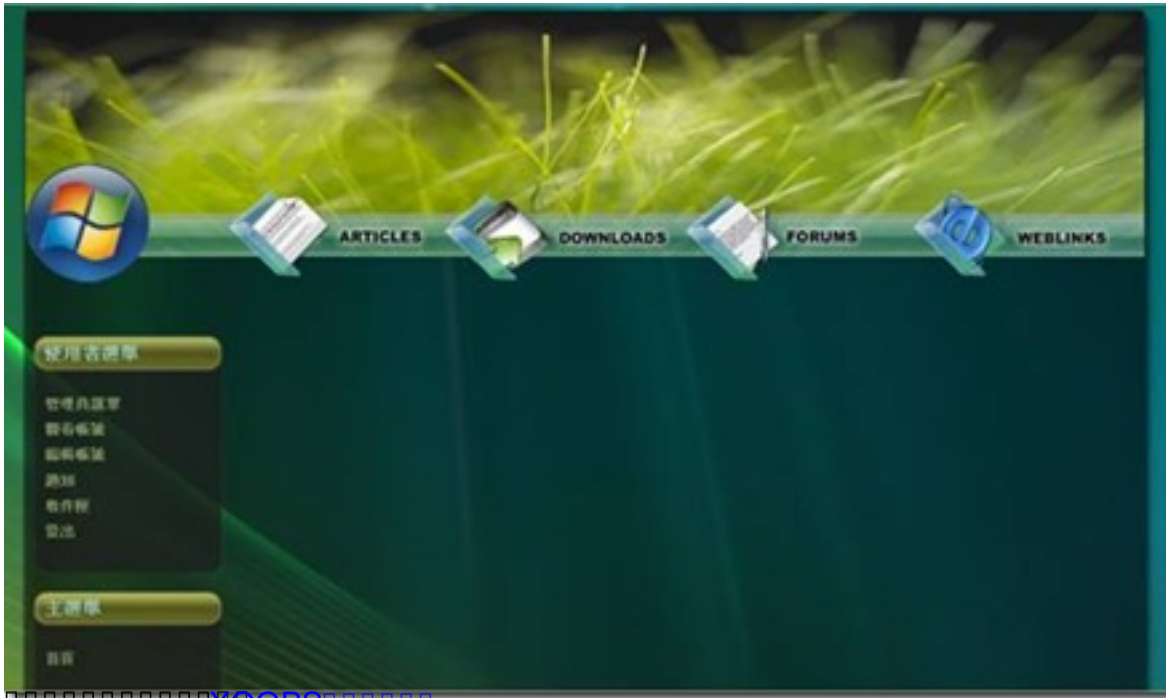 ARTICLES DOWNLOADS FORUMS WEBLINKS
使用者選單
管理員選單
觀看帳號
編輯帳號
通知
收件匣
登出
主選單
首頁
XOOPS